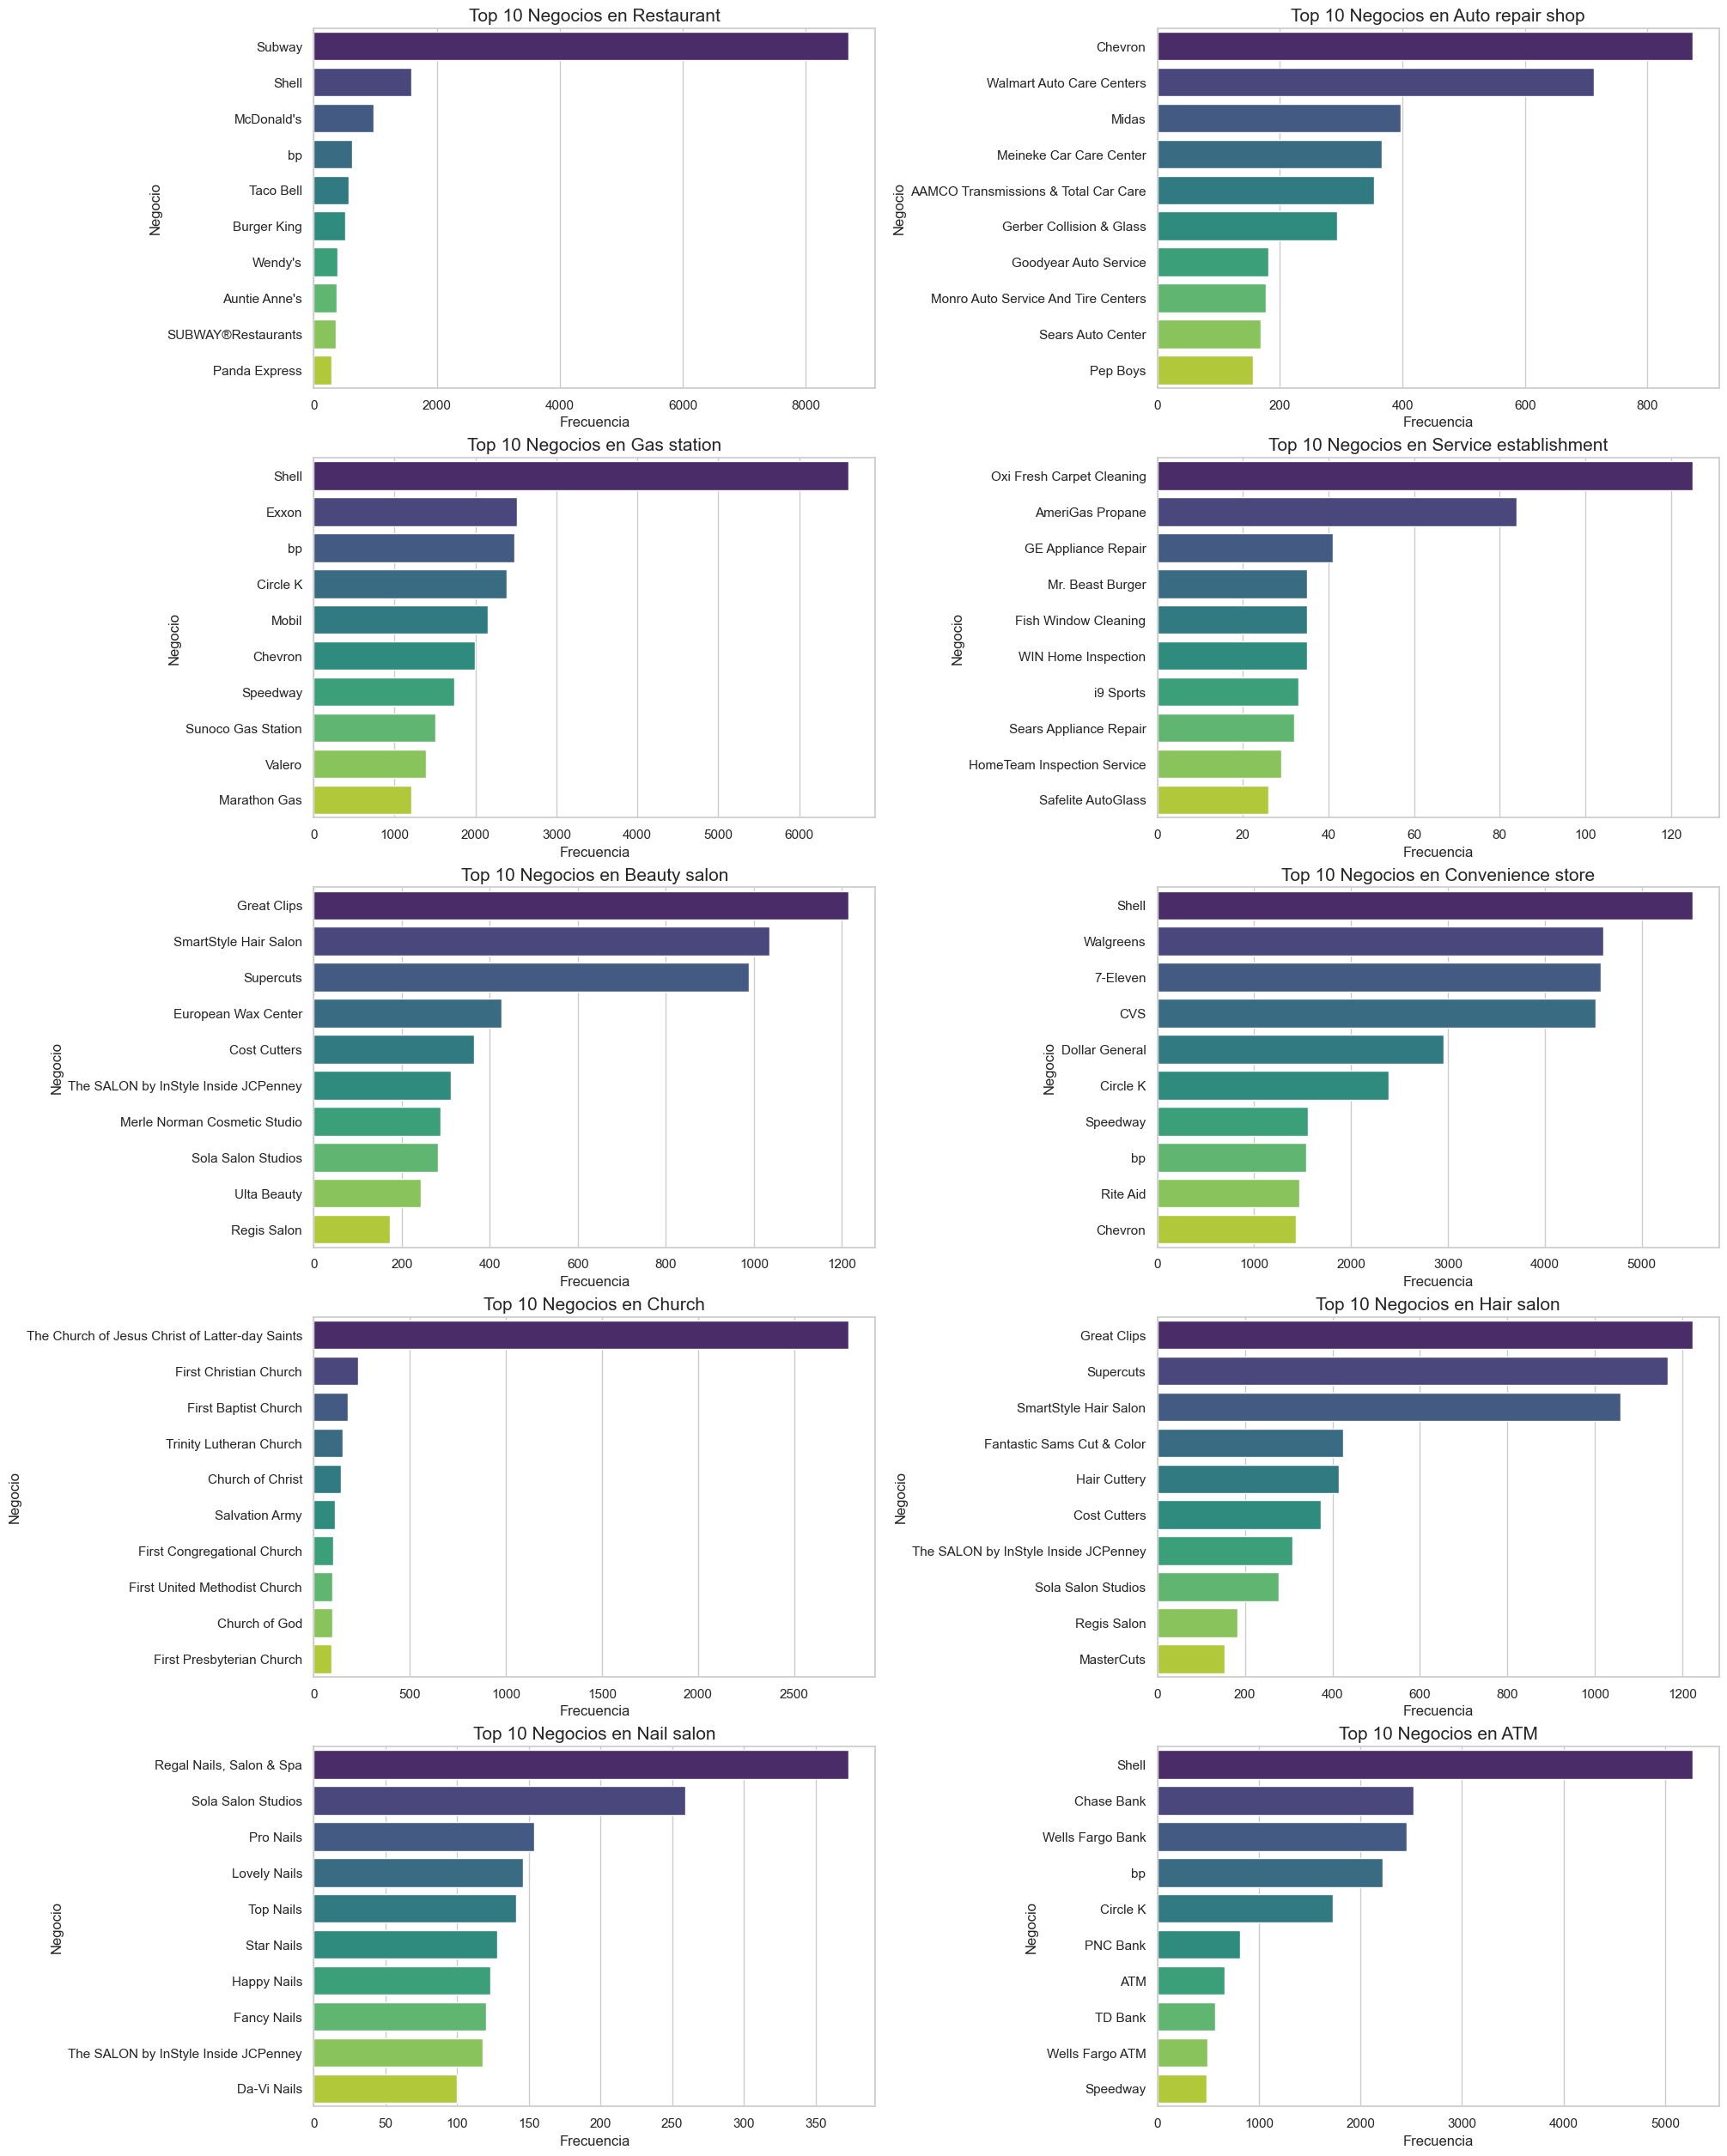 Top 10 Negocios en Restaurant
Negocio
Subway
Shell
McDonald's
bp
Taco Bell
Burger King
Wendy's
Auntie Anne's
SUBWAY®Restaurants
Panda Express
0 2000 4000 6000 8000
Frecuencia
Top 10 Negocios en Auto repair shop
Negocio
Chevron
Walmart Auto Care Centers
Midas
Meineke Car Care Center
AAMCO Transmissions & Total Car Care
Gerber Collision & Glass
Goodyear Auto Service
Monro Auto Service And Tire Centers
Sears Auto Center
Pep Boys
0 200 400 600 800
Frecuencia
Top 10 Negocios en Gas station
Negocio
Shell
Exxon
bp
Circle K
Mobil
Chevron
Speedway
Sunoco Gas Station
Valero
Marathon Gas
0 1000 2000 3000 4000 5000 6000
Frecuencia
Top 10 Negocios en Service establishment
Negocio
Oxi Fresh Carpet Cleaning
AmeriGas Propane
GE Appliance Repair
Mr. Beast Burger
Fish Window Cleaning
WIN Home Inspection
i9 Sports
Sears Appliance Repair
HomeTeam Inspection Service
Safelite AutoGlass
0 20 40 60 80 100 120
Frecuencia
Top 10 Negocios en Beauty salon
Negocio
Great Clips
SmartStyle Hair Salon
Supercuts
European Wax Center
Cost Cutters
The SALON by InStyle Inside JCPenney
Merle Norman Cosmetic Studio
Sola Salon Studios
Ulta Beauty
Regis Salon
0 200 400 600 800 1000 1200
Frecuencia
Top 10 Negocios en Convenience store
Negocio
Shell
Walgreens
7-Eleven
CVS
Dollar General
Circle K
Speedway
bp
Rite Aid
Chevron
0 1000 2000 3000 4000 5000
Frecuencia
Top 10 Negocios en Church
Negocio
The Church of Jesus Christ of Latter-day Saints
First Christian Church
First Baptist Church
Trinity Lutheran Church
Church of Christ
Salvation Army
First Congregational Church
First United Methodist Church
Church of God
First Presbyterian Church
0 500 1000 1500 2000 2500
Frecuencia
Top 10 Negocios en Hair salon
Negocio
Great Clips
Supercuts
SmartStyle Hair Salon
Fantastic Sams Cut & Color
Hair Cuttery
Cost Cutters
The SALON by InStyle Inside JCPenney
Sola Salon Studios
Regis Salon
MasterCuts
0 200 400 600 800 1000 1200
Frecuencia
Top 10 Negocios en Nail salon
Negocio
Regal Nails, Salon & Spa
Sola Salon Studios
Pro Nails
Lovely Nails
Top Nails
Star Nails
Happy Nails
Fancy Nails
The SALON by InStyle Inside JCPenney
Da-Vi Nails
0 50 100 150 200 250 300 350
Frecuencia
Top 10 Negocios en ATM
Negocio
Shell
Chase Bank
Wells Fargo Bank
bp
Circle K
PNC Bank
ATM
TD Bank
Wells Fargo ATM
Speedway
0 1000 2000 3000 4000 5000
Frecuencia